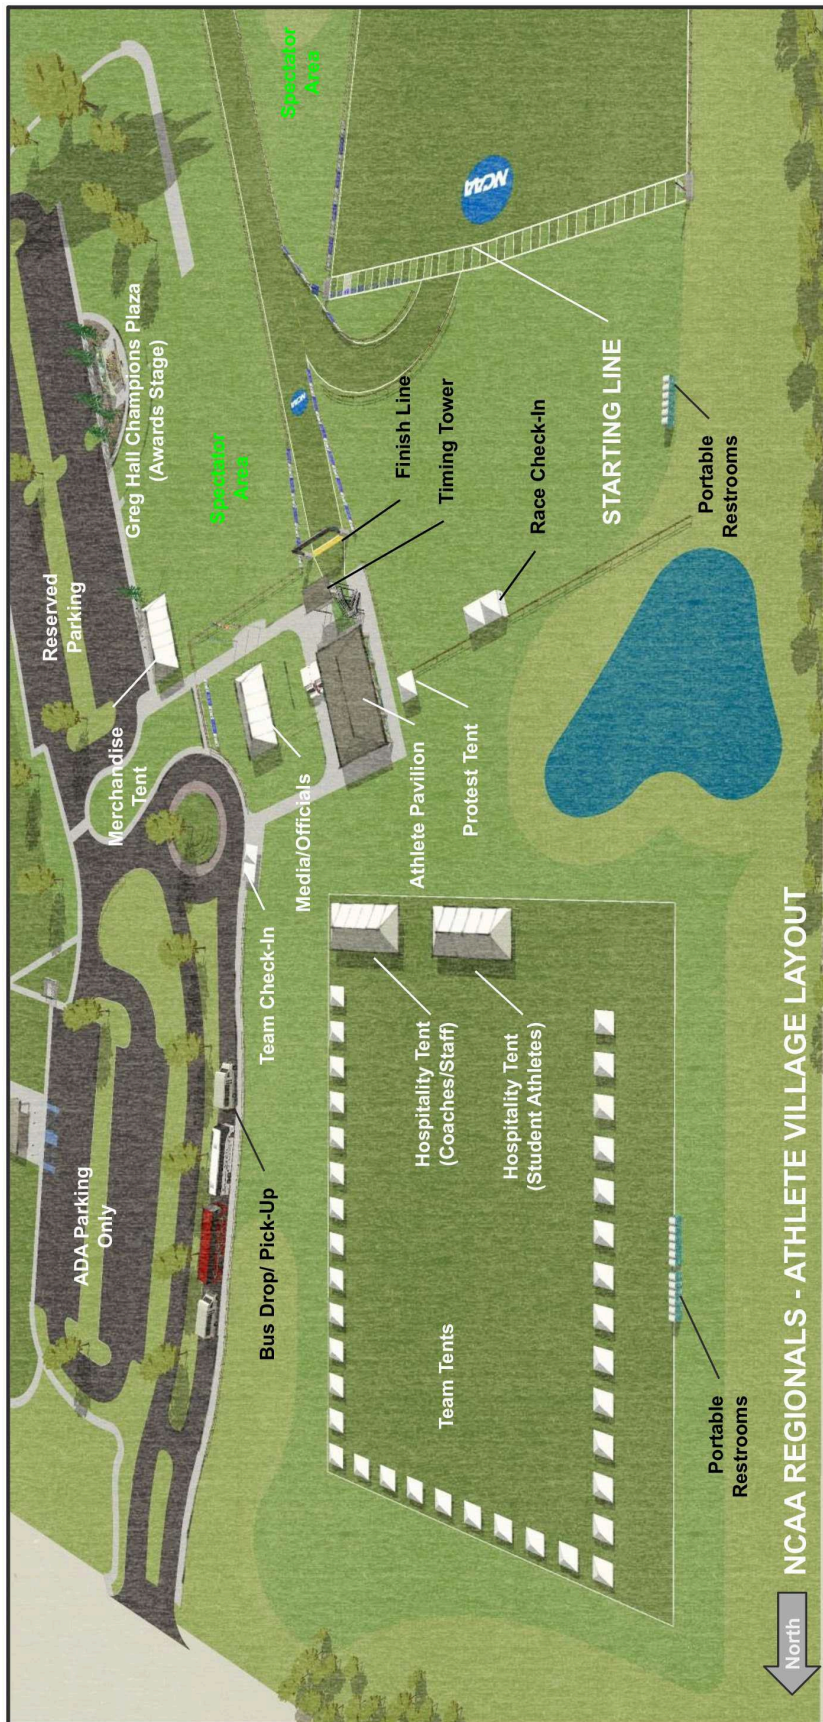 Reserved
Parking
ADA Parking
Only
Merchandise
Tent
Greg Hall Champions Plaza
(Awards Stage)
Spectator
Area
Spectator
Area
Bus Drop/ Pick-Up
Team Check-In
Media/Officials
NCAA
Finish Line
Athlete Pavilion
Timing Tower
Hospitality Tent
(Coaches/Staff)
Team Tents
Protest Tent
NCAA
Hospitality Tent
(Student Athletes)
Race Check-In
STARTING LINE
Portable
Restrooms
Portable
Restrooms
North
NCAA REGIONALS - ATHLETE VILLAGE LAYOUT